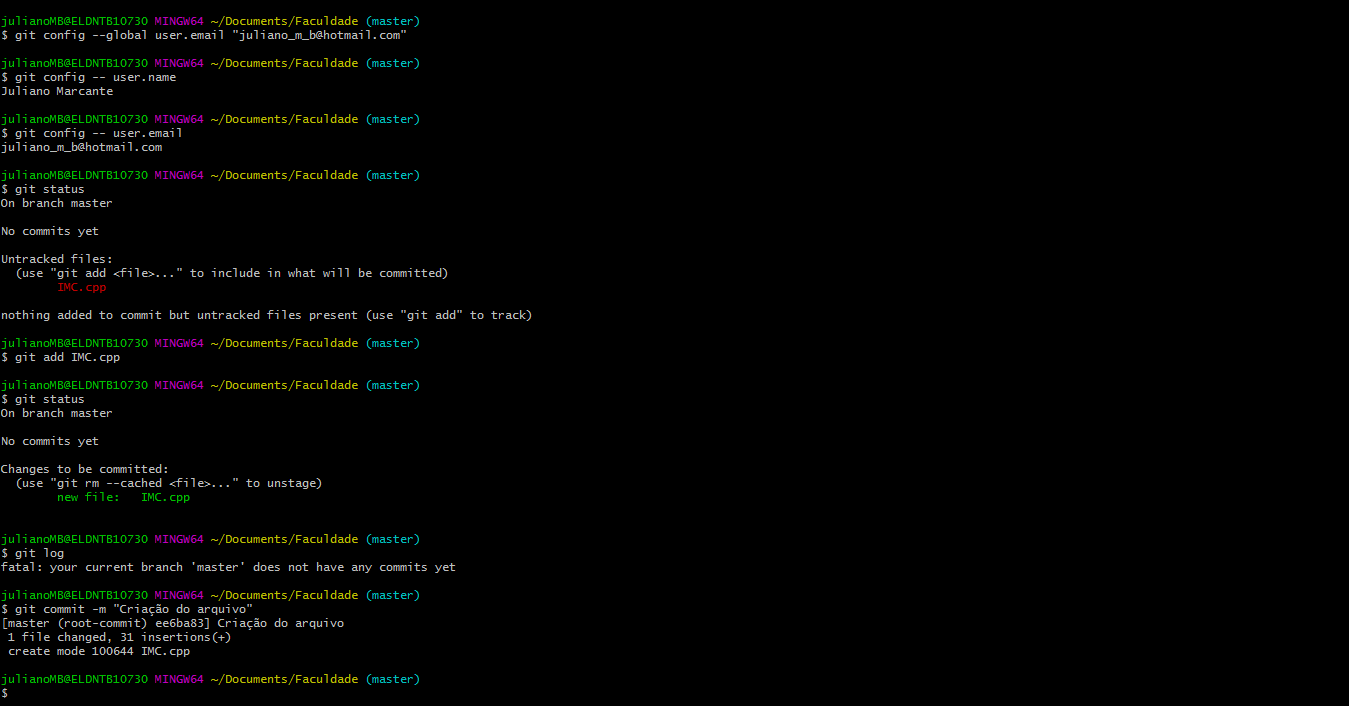 julianoMB@ELDNTB10730 MINGW64 ~/Documents/Faculdade (master)
$ git config --global user.email "juliano_m_b@hotmail.com"
julianoMB@ELDNTB10730 MINGW64 ~/Documents/Faculdade (master)
$ git config -- user.name
Juliano Marcante
julianoMB@ELDNTB10730 MINGW64 ~/Documents/Faculdade (master)
$ git config -- user.email
juliano_m_b@hotmail.com
julianoMB@ELDNTB10730 MINGW64 ~/Documents/Faculdade (master)
$ git status
On branch master
No commits yet
Untracked files:
  (use "git add <file>..." to include in what will be committed)
        IMC.cpp
nothing added to commit but untracked files present (use "git add" to track)
julianoMB@ELDNTB10730 MINGW64 ~/Documents/Faculdade (master)
$ git add IMC.cpp
julianoMB@ELDNTB10730 MINGW64 ~/Documents/Faculdade (master)
$ git status
On branch master
No commits yet
Changes to be committed:
  (use "git rm --cached <file>..." to unstage)
        new file:   IMC.cpp
julianoMB@ELDNTB10730 MINGW64 ~/Documents/Faculdade (master)
$ git log
fatal: your current branch 'master' does not have any commits yet
julianoMB@ELDNTB10730 MINGW64 ~/Documents/Faculdade (master)
$ git commit -m "Criação do arquivo"
[master (root-commit) ee6ba83] Criação do arquivo
 1 file changed, 31 insertions(+)
 create mode 100644 IMC.cpp
julianoMB@ELDNTB10730 MINGW64 ~/Documents/Faculdade (master)
$